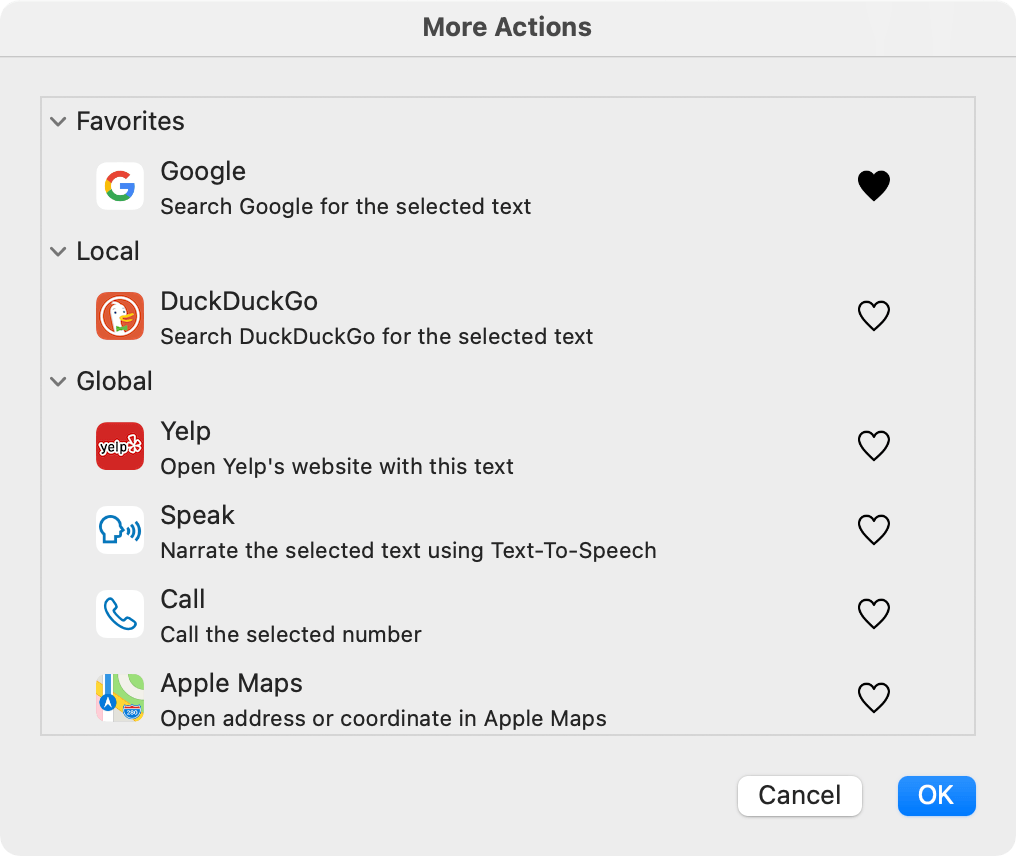 More Actions
Favorites
Google
Search Google for the selected text
Local
DuckDuckGo
Search DuckDuckGo for the selected text
Global
yelp
Yelp
Open Yelp's website with this text
Speak
Narrate the selected text using Text-To-Speech
Call
Call the selected number
280
Apple Maps
Open address or coordinate in Apple Maps
Cancel
OK